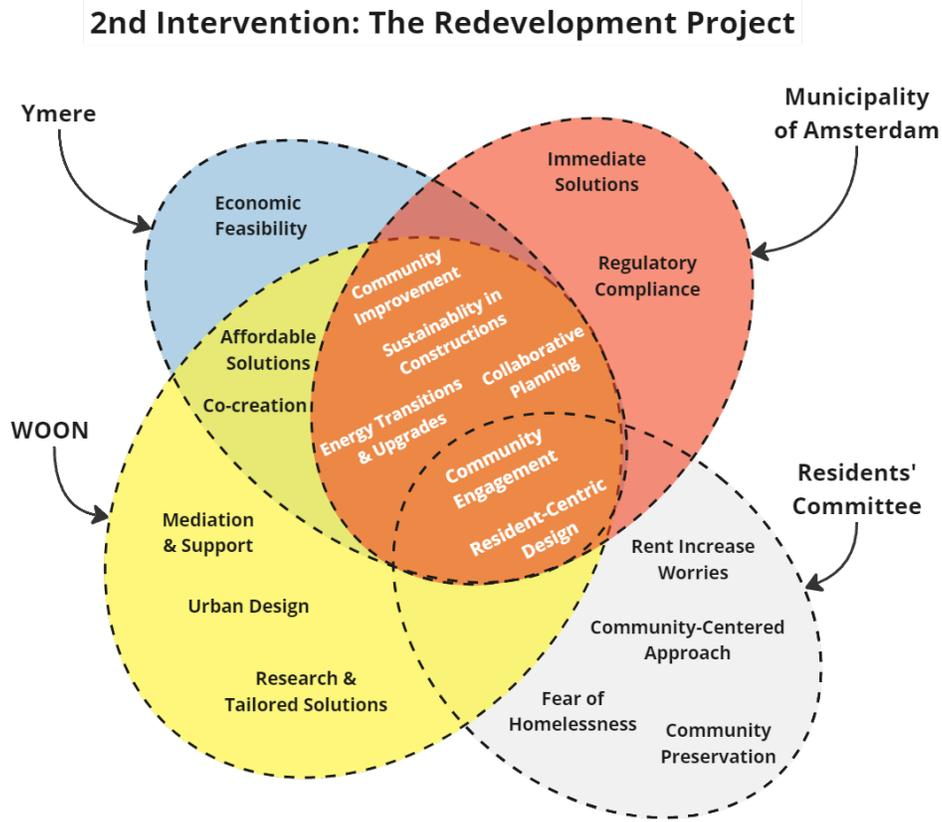 2nd Intervention: The Redevelopment Project
Ymere
Municipality
of Amsterdam
WOON
Residents'
Committee
Economic
Feasibility
Immediate
Solutions
Regulatory
Compliance
Affordable
Solutions
Co-creation
Community
Improvement
Sustainablity in
Constructions
Collaborative
Planning
Energy Transitions
& Upgrades
Community
Engagement
Resident-Centric
Design
Mediation
& Support
Urban Design
Research &
Tailored Solutions
Rent Increase
Worries
Community-Centered
Approach
Fear of
Homelessness
Community
Preservation